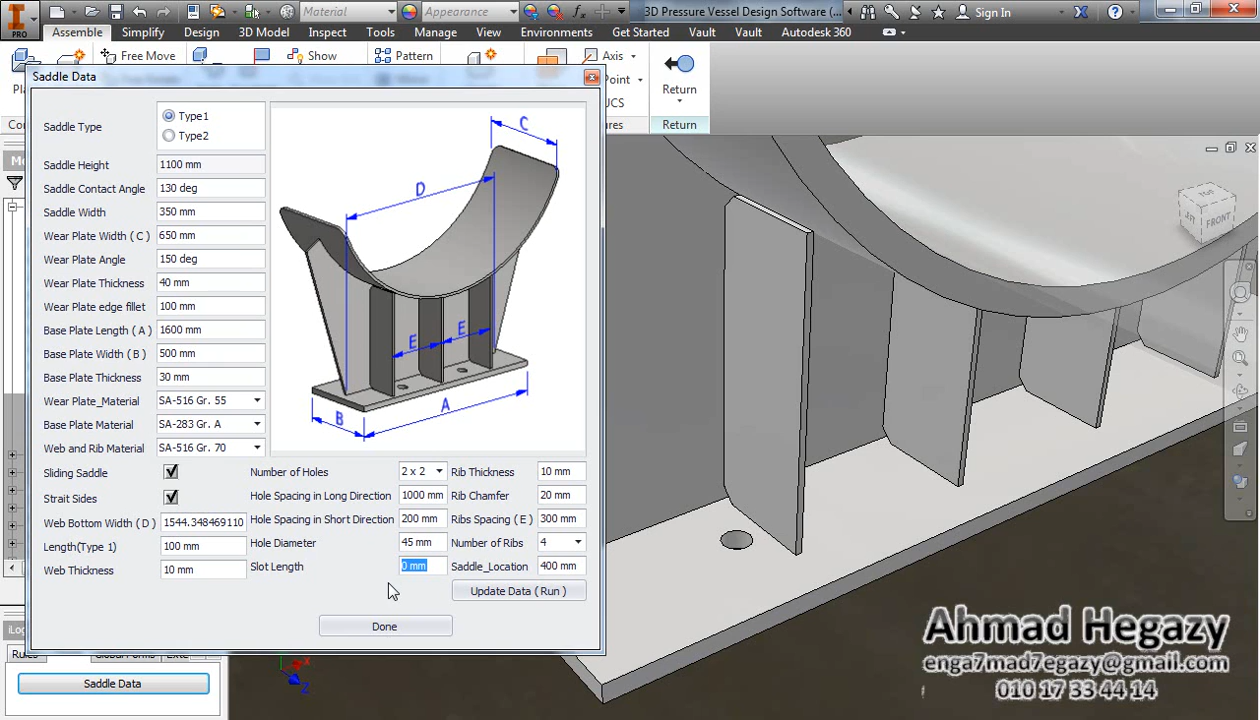 Material
Appearance
3D Pressure Vessel Design Software (...
Sign In
PRO
Assemble
Simplify
Design
3D Model
Inspect
Tools
Manage
View
Environments
Get Started
Vault
Vault
Autodesk 360
Free Move
Show
Pattern
Axis
Return
UCS
Return
Saddle Data
Saddle Type
Type1
Type2
Saddle Height
1100 mm
Saddle Contact Angle
130 deg
Saddle Width
350 mm
Wear Plate Width ( C )
650 mm
Wear Plate Angle
150 deg
Wear Plate Thickness
40 mm
Wear Plate edge fillet
100 mm
Base Plate Length ( A )
1600 mm
Base Plate Width ( B )
500 mm
Base Plate Thickness
30 mm
Wear Plate_Material
SA-516 Gr. 55
Base Plate Material
SA-283 Gr. A
Web and Rib Material
SA-516 Gr. 70
Sliding Saddle
Strait Sides
Web Bottom Width ( D )
1544.348469110
Length(Type 1)
100 mm
Web Thickness
10 mm
C
D
E
E
B
A
Number of Holes
2 x 2
Hole Spacing in Long Direction
1000 mm
Hole Spacing in Short Direction
200 mm
Hole Diameter
45 mm
Slot Length
0 mm
Rib Thickness
10 mm
Rib Chamfer
20 mm
Ribs Spacing ( E )
300 mm
Number of Ribs
4
Saddle_Location
400 mm
Update Data ( Run )
Done
Saddle Data
TOP
FRONT
Ahmad Hegazy
enga7mad7egazy@gmail.com
010 17 33 44 14